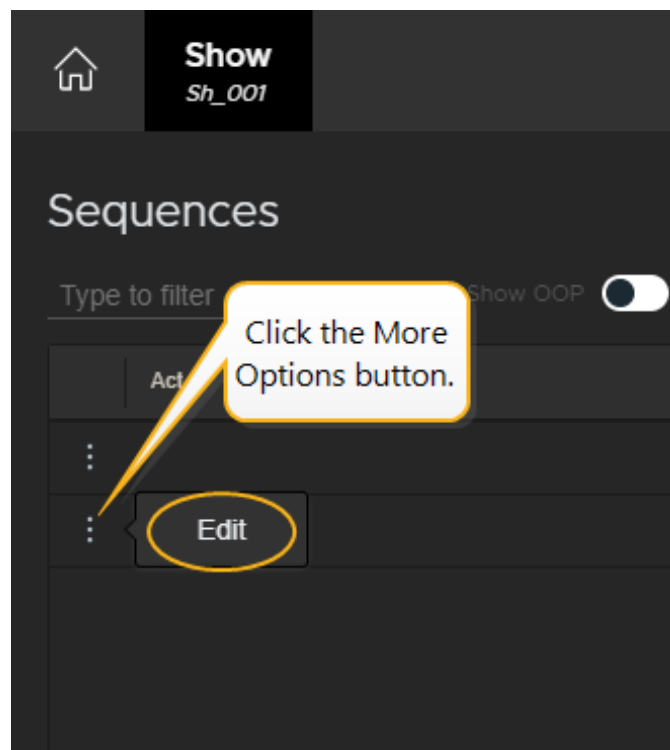 Show
Sh_001
Sequences
Type to filter
Show OOP
Click the More
Options button.
Act
Edit